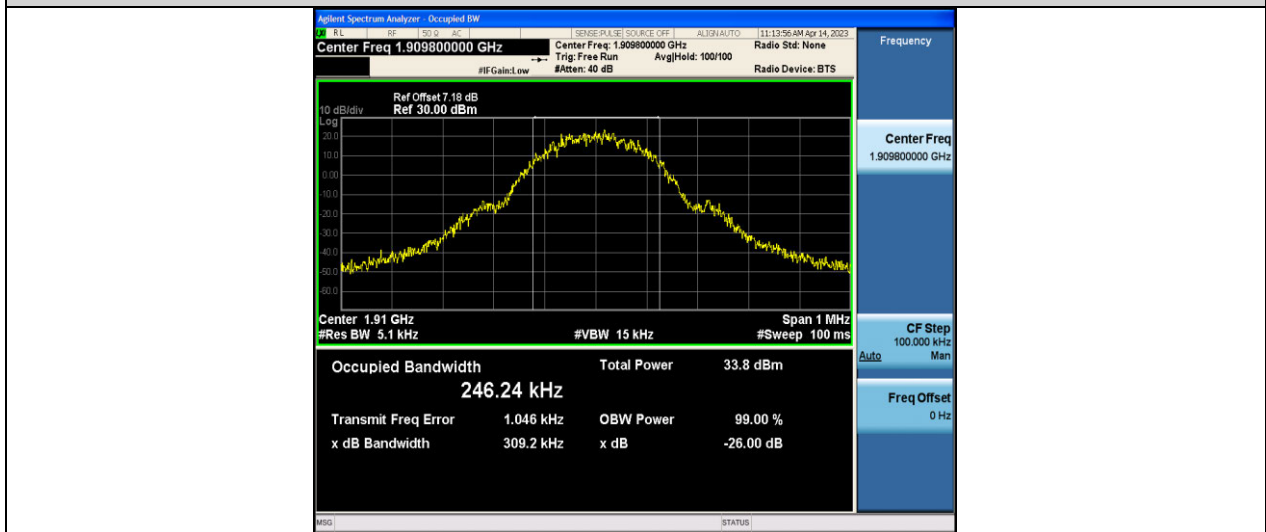 Agilent Spectrum Analyzer - Occupied BW
RL RF 50 Ω AC SENSE:PULSE SOURCE OFF ALIGN AUTO 11:13:56 AM Apr 14, 2023
Center Freq 1.909800000 GHz Center Freq: 1.909800000 GHz Radio Std: None
Trig: Free Run Avg|Hold: 100/100
#IFGain:Low #Atten: 40 dB Radio Device: BTS
Frequency
Ref Offset 7.18 dB
10 dB/div Ref 30.00 dBm
Log
20.0
10.0
0.00
-10.0
-20.0
-30.0
-40.0
-50.0
-60.0
Center 1.91 GHz Span 1 MHz
#Res BW 5.1 kHz #VBW 15 kHz #Sweep 100 ms
Occupied Bandwidth Total Power 33.8 dBm
246.24 kHz
Transmit Freq Error 1.046 kHz OBW Power 99.00 %
x dB Bandwidth 309.2 kHz x dB -26.00 dB
Center Freq
1.909800000 GHz
CF Step
100.000 kHz
Auto Man
Freq Offset
0 Hz
MSG STATUS